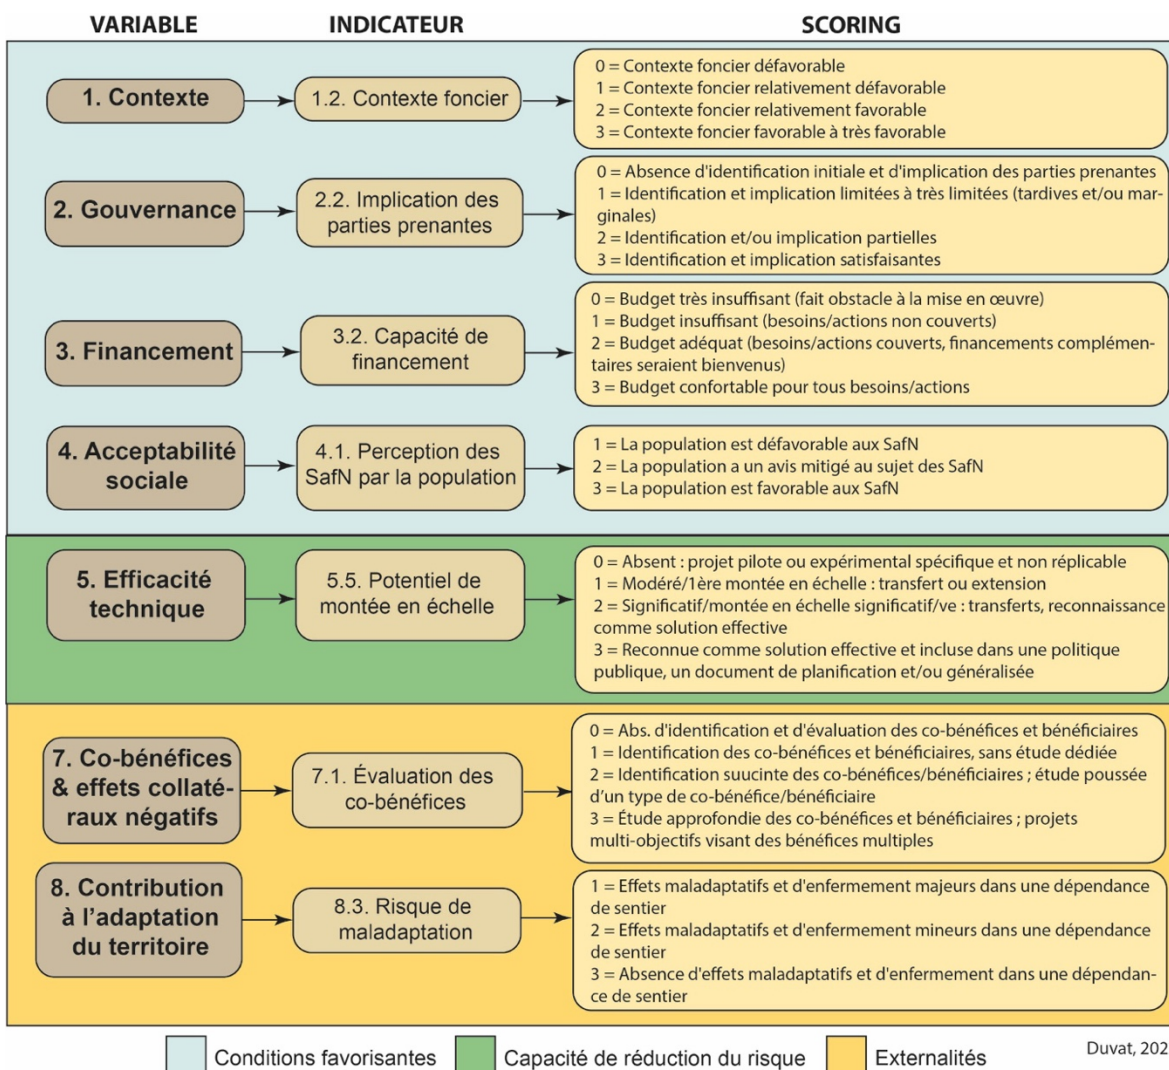 VARIABLE INDICATEUR SCORING
1. Contexte
1.2. Contexte foncier
0 = Contexte foncier défavorable
1 = Contexte foncier relativement défavorable
2 = Contexte foncier relativement favorable
3 = Contexte foncier favorable à très favorable
2. Gouvernance
2.2. Implication des
parties prenantes
0 = Absence d'identification initiale et d'implication des parties prenantes
1 = Identification et implication limitées à très limitées (tardives et/ou mar-
ginales)
2 = Identification et/ou implication partielles
3 = Identification et implication satisfaisantes
3. Financement
3.2. Capacité de
financement
0 = Budget très insuffisant (fait obstacle à la mise en œuvre)
1 = Budget insuffisant (besoins/actions non couverts)
2 = Budget adéquat (besoins/actions couverts, financements complémen-
taires seraient bienvenus)
3 = Budget confortable pour tous besoins/actions
4. Acceptabilité
sociale
4.1. Perception des
SafN par la population
1 = La population est défavorable aux SafN
2 = La population a un avis mitigé au sujet des SafN
3 = La population est favorable aux SafN
5. Efficacité
technique
5.5. Potentiel de
montée en échelle
0 = Absent : projet pilote ou expérimental spécifique et non réplicable
1 = Modéré/1ère montée en échelle : transfert ou extension
2 = Significatif/montée en échelle significatif/ve : transferts, reconnaissance
comme solution effective
3 = Reconnue comme solution effective et incluse dans une politique
publique, un document de planification et/ou généralisée
7. Co-bénéfices
& effets collaté-
raux négatifs
7.1. Évaluation des
co-bénéfices
0 = Abs. d'identification et d'évaluation des co-bénéfices et bénéficiaires
1 = Identification des co-bénéfices et bénéficiaires, sans étude dédiée
2 = Identification suucinte des co-bénéfices/bénéficiaires ; étude poussée
d'un type de co-bénéfice/bénéficiaire
3 = Étude approfondie des co-bénéfices et bénéficiaires ; projets
multi-objectifs visant des bénéfices multiples
8. Contribution
à l'adaptation
du territoire
8.3. Risque de
maladaptation
1 = Effets maladaptatifs et d'enfermement majeurs dans une dépendance
de sentier
2 = Effets maladaptatifs et d'enfermement mineurs dans une dépendance
de sentier
3 = Absence d'effets maladaptatifs et d'enfermement dans une dépendan-
ce de sentier
Conditions favorisantes Capacité de réduction du risque Externalités
Duvat, 202